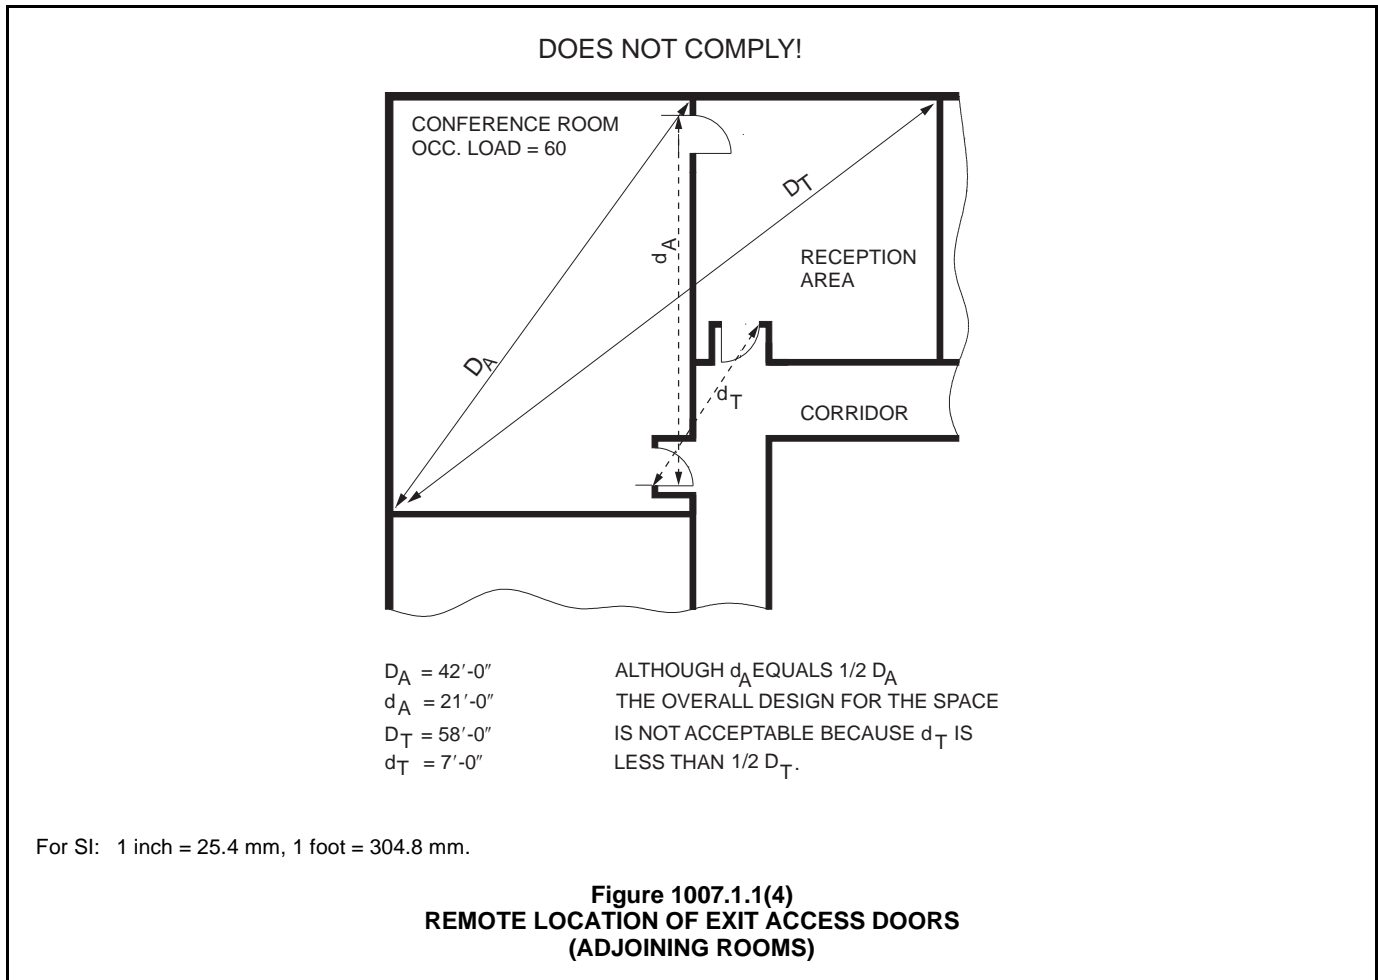 DOES NOT COMPLY!
CONFERENCE ROOM
OCC. LOAD = 60
DT
dA
RECEPTION
AREA
DA
dT
CORRIDOR
DA = 42′-0″ ALTHOUGH dA EQUALS 1/2 DA
dA = 21′-0″ THE OVERALL DESIGN FOR THE SPACE
DT = 58′-0″ IS NOT ACCEPTABLE BECAUSE dT IS
dT = 7′-0″ LESS THAN 1/2 DT.
For SI: 1 inch = 25.4 mm, 1 foot = 304.8 mm.
Figure 1007.1.1(4)
REMOTE LOCATION OF EXIT ACCESS DOORS
(ADJOINING ROOMS)